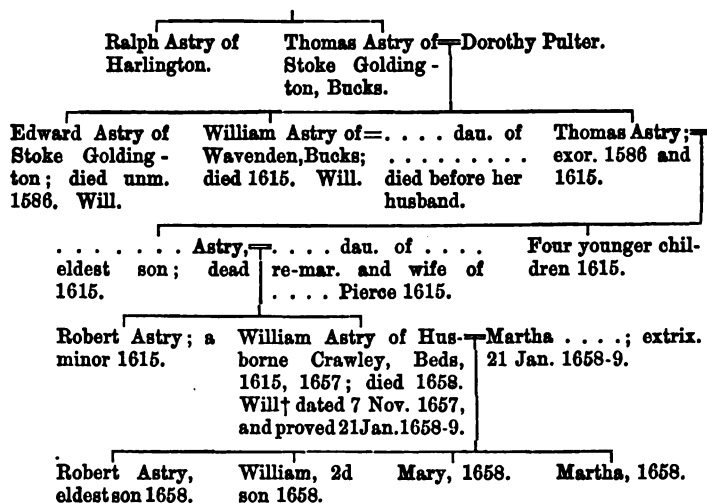 Ralph Astry of
Harlington.
Thomas Astry of
Stoke Golding-
ton, Bucks.
Dorothy Pulter.
Edward Astry of
Stoke Golding-
ton; died unm.
1586. Will.
William Astry of
Wavenden, Bucks;
died 1615. Will.
. . . . dau. of
. . . . . . . . .
died before her
husband.
Thomas Astry;
exor. 1586 and
1615.
. . . . . . . Astry,
eldest son; dead
1615.
. . . . dau. of . . . .
re-mar. and wife of
. . . . Pierce 1615.
Four younger chil-
dren 1615.
Robert Astry; a
minor 1615.
William Astry of Hus-
borne Crawley, Beds,
1615, 1657; died 1658.
Will† dated 7 Nov. 1657,
and proved 21 Jan. 1658-9.
Martha . . . .; extrix.
21 Jan. 1658-9.
Robert Astry,
eldest son 1658.
William, 2d
son 1658.
Mary, 1658.
Martha, 1658.